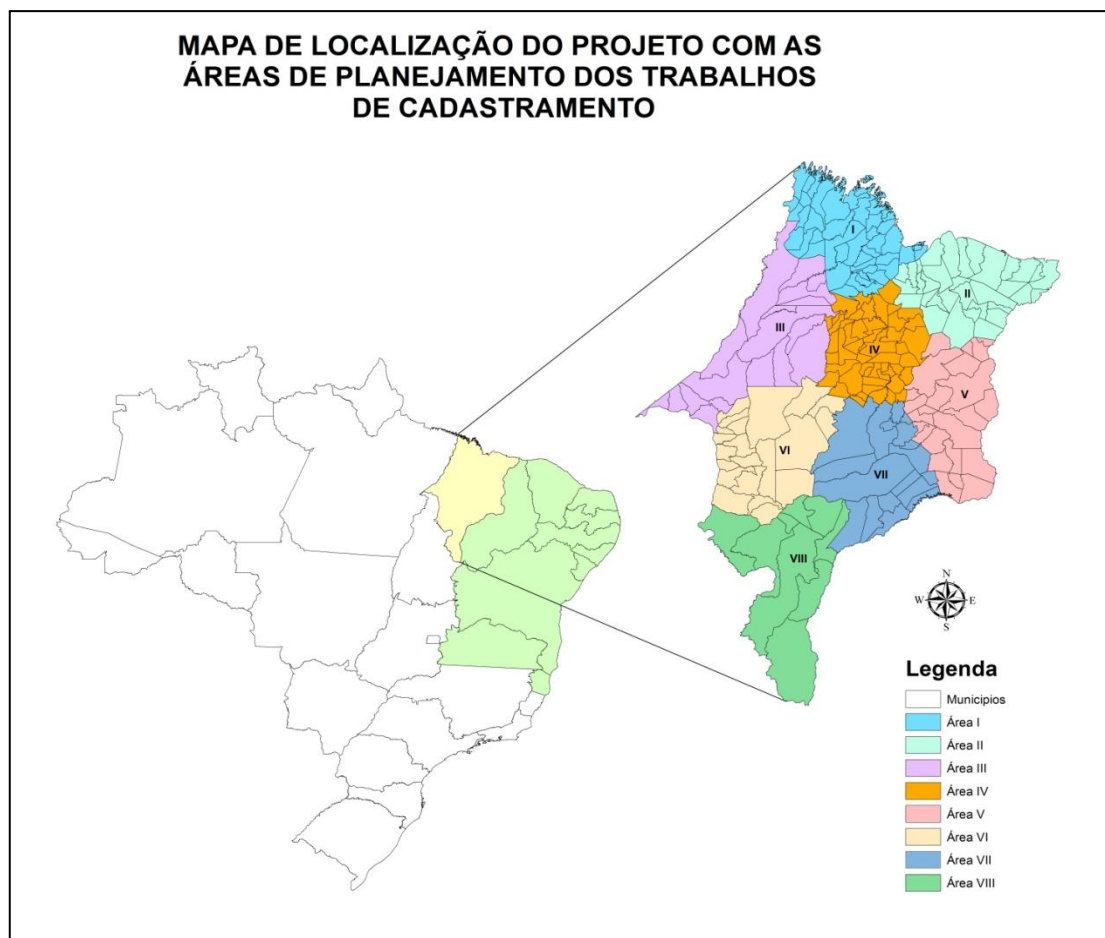 MAPA DE LOCALIZAÇÃO DO PROJETO COM AS
ÁREAS DE PLANEJAMENTO DOS TRABALHOS
DE CADASTRAMENTO
I
II
III
IV
V
VI
VII
VIII
N
W E
S
Legenda
Municipios
Área I
Área II
Área III
Área IV
Área V
Área VI
Área VII
Área VIII